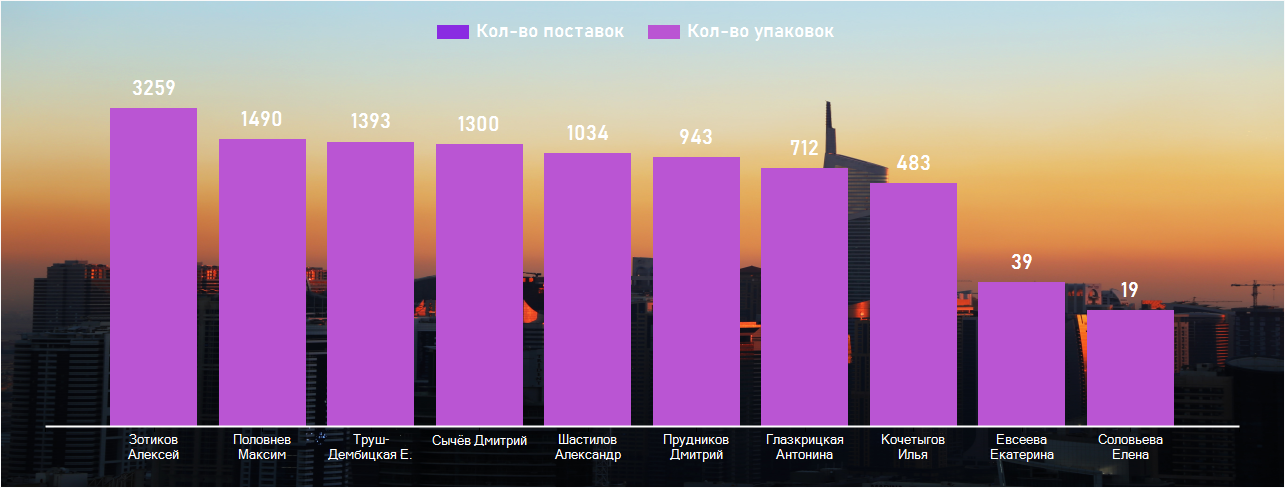 Кол-во поставок Кол-во упаковок
3259
1490
1393
1300
1034
943
712
483
39
19
Зотиков
Алексей
Половнев
Максим
Труш-
Дембицкая Е.
Сычёв Дмитрий
Шастилов
Александр
Прудников
Дмитрий
Глазкрицкая
Антонина
Кочетыгов
Илья
Евсеева
Екатерина
Соловьева
Елена